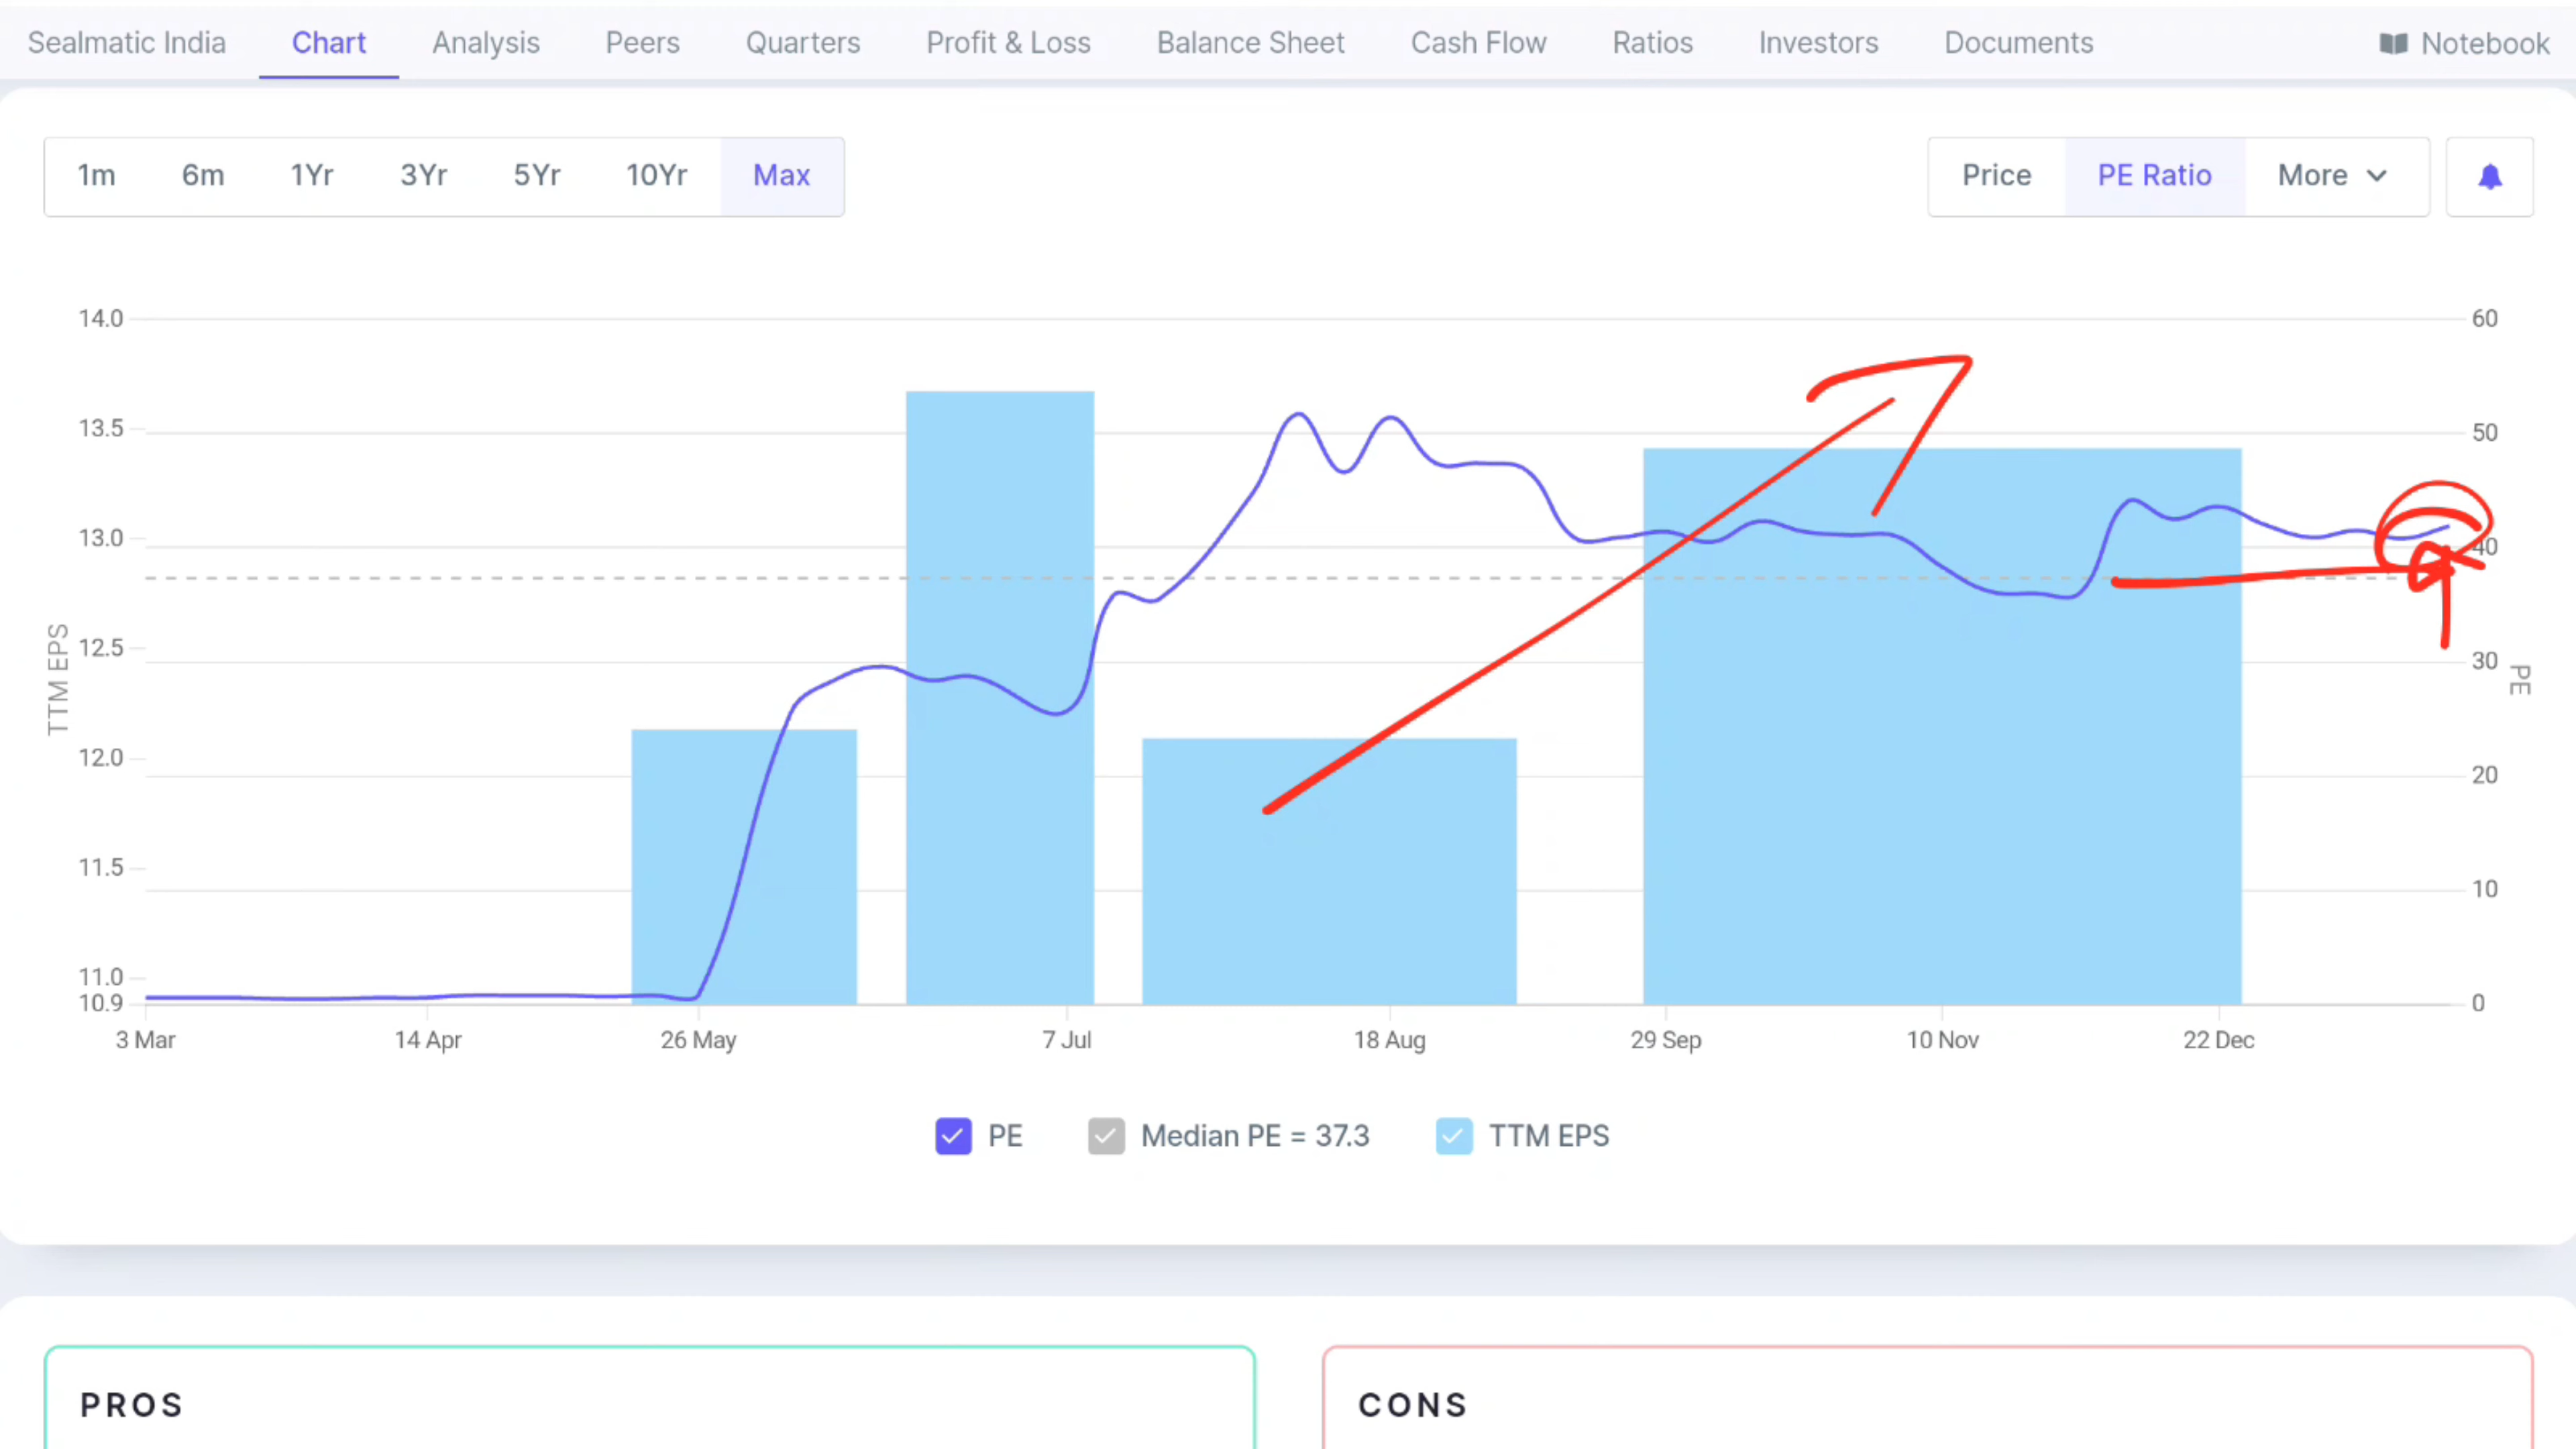 Sealmatic India Chart Analysis Peers Quarters Profit & Loss Balance Sheet Cash Flow Ratios Investors Documents Notebook
1m 6m 1Yr 3Yr 5Yr 10Yr Max Price PE Ratio More
14.0 60
13.5 50
13.0 40
12.5 30
12.0 20
11.5 10
11.0
10.9 0
TTM EPS
PE
3 Mar 14 Apr 26 May 7 Jul 18 Aug 29 Sep 10 Nov 22 Dec
PE Median PE = 37.3 TTM EPS
PROS CONS